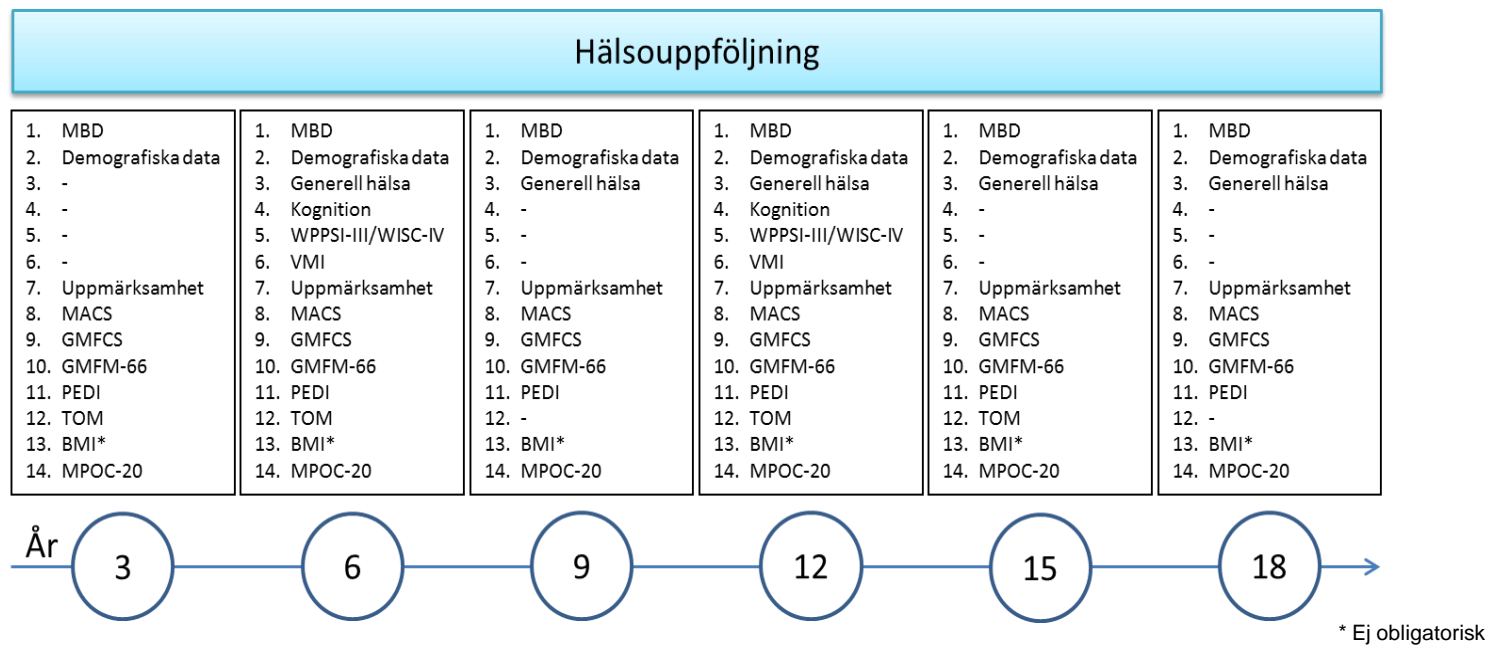 Hälsouppföljning
1. MBD
2. Demografiska data
3. -
4. -
5. -
6. -
7. Uppmärksamhet
8. MACS
9. GMFCS
10. GMFM-66
11. PEDI
12. TOM
13. BMI*
14. MPOC-20
1. MBD
2. Demografiska data
3. Generell hälsa
4. Kognition
5. WPPSI-III/WISC-IV
6. VMI
7. Uppmärksamhet
8. MACS
9. GMFCS
10. GMFM-66
11. PEDI
12. TOM
13. BMI*
14. MPOC-20
1. MBD
2. Demografiska data
3. Generell hälsa
4. -
5. -
6. -
7. Uppmärksamhet
8. MACS
9. GMFCS
10. GMFM-66
11. PEDI
12. -
13. BMI*
14. MPOC-20
1. MBD
2. Demografiska data
3. Generell hälsa
4. Kognition
5. WPPSI-III/WISC-IV
6. VMI
7. Uppmärksamhet
8. MACS
9. GMFCS
10. GMFM-66
11. PEDI
12. TOM
13. BMI*
14. MPOC-20
1. MBD
2. Demografiska data
3. Generell hälsa
4. -
5. -
6. -
7. Uppmärksamhet
8. MACS
9. GMFCS
10. GMFM-66
11. PEDI
12. TOM
13. BMI*
14. MPOC-20
1. MBD
2. Demografiska data
3. Generell hälsa
4. -
5. -
6. -
7. Uppmärksamhet
8. MACS
9. GMFCS
10. GMFM-66
11. PEDI
12. -
13. BMI*
14. MPOC-20
År 3 6 9 12 15 18
* Ej obligatorisk